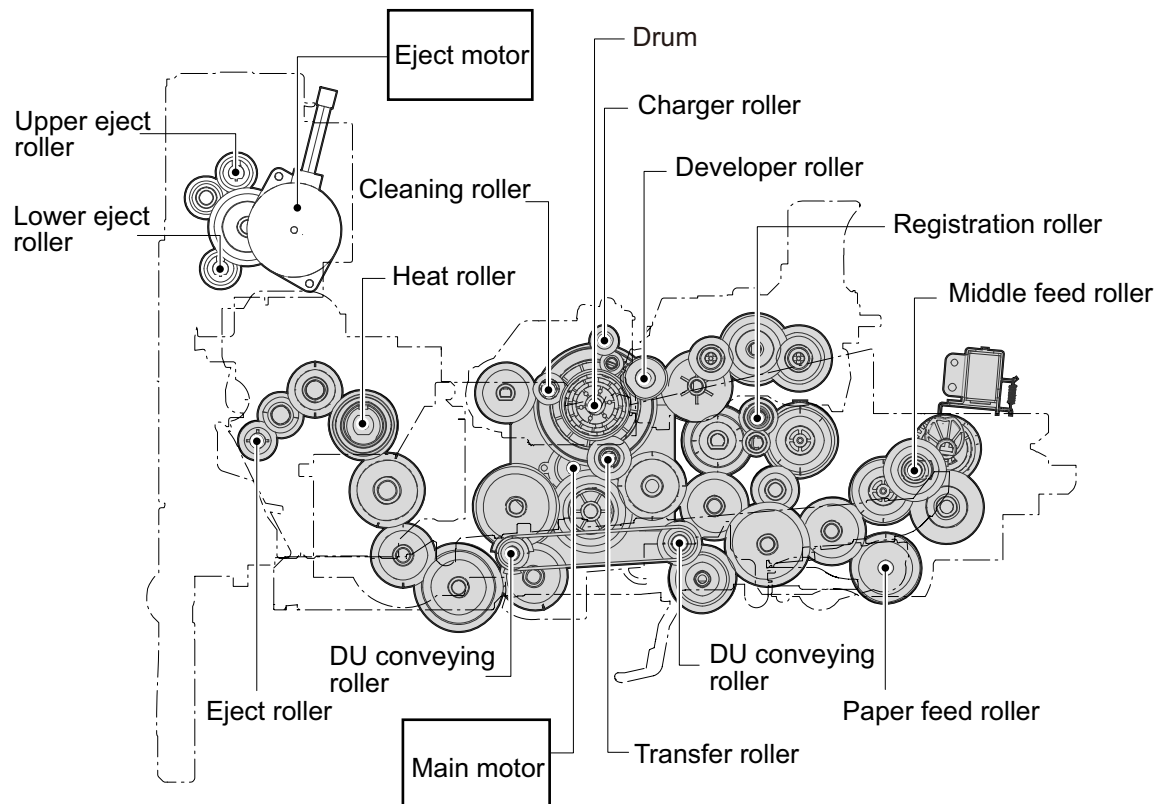 Eject motor
Drum
Charger roller
Upper eject
roller
Developer roller
Cleaning roller
Lower eject
roller
Registration roller
Heat roller
Middle feed roller
DU conveying
roller
DU conveying
roller
Eject roller
Paper feed roller
Main motor
Transfer roller